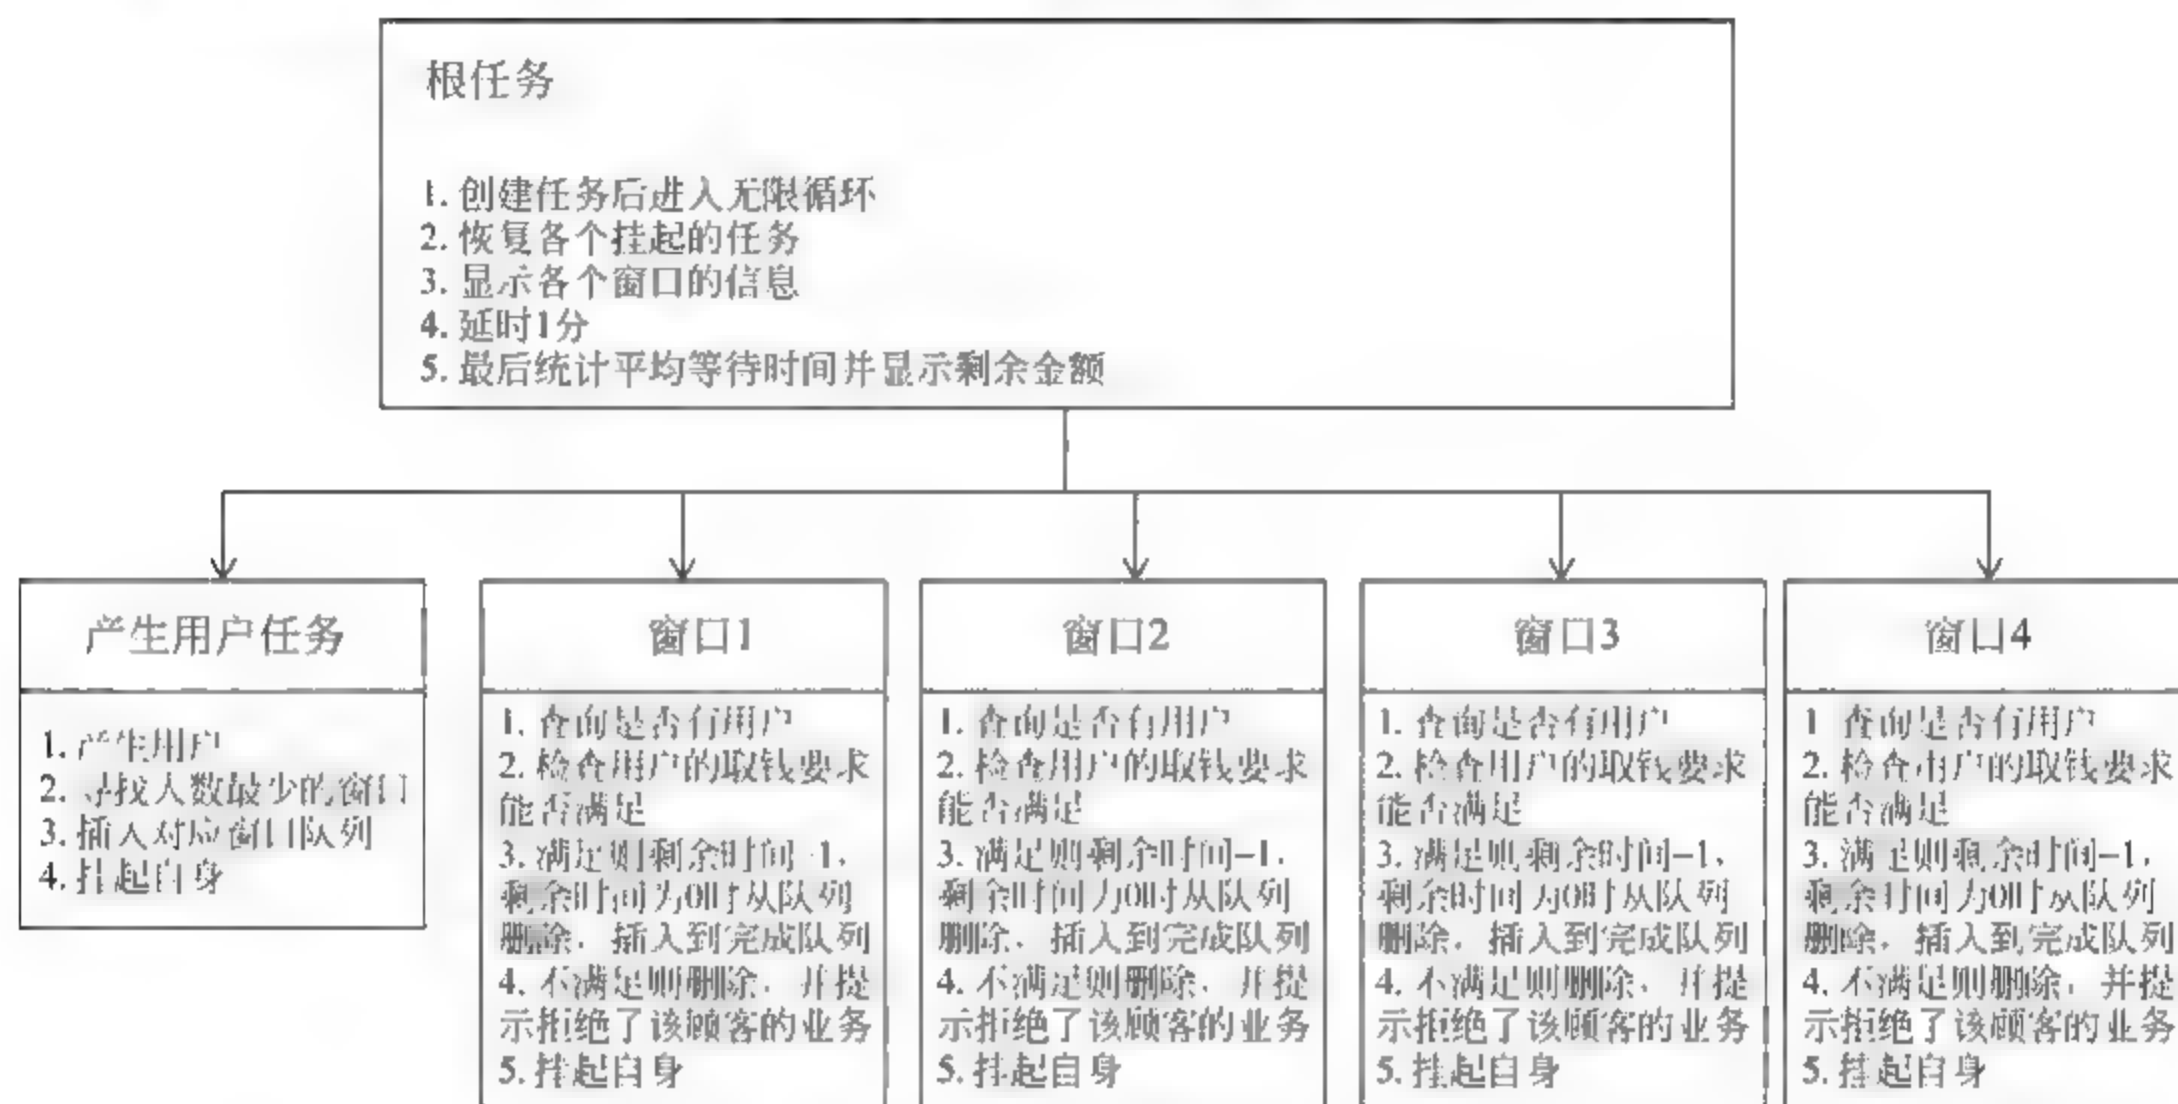 根任务
1. 创建任务后进入无限循环
2. 恢复各个挂起的任务
3. 显示各个窗口的信息
4. 延时1分
5. 最后统计平均等待时间并显示剩余金额
产生用户任务
1. 产生用户
2. 寻找人数最少的窗口
3. 插入对应窗口队列
4. 挂起自身
窗口1
1. 查询是否有用户
2. 检查用户的取钱要求
能否满足
3. 满足则剩余时间-1,
剩余时间为0时从队列
删除，插入到完成队列
4. 不满足则删除，并提
示拒绝了该顾客的业务
5. 挂起自身
窗口2
1. 查询是否有用户
2. 检查用户的取钱要求
能否满足
3. 满足则剩余时间–1,
剩余时间为0时从队列
删除，插入到完成队列
4. 不满足则删除，并提
示拒绝了该顾客的业务
5. 挂起自身
窗口3
1. 查询是否有用户
2. 检查用户的取钱要求
能否满足
3. 满足则剩余时间–1,
剩余时间为0时从队列
删除，插入到完成队列
4. 不满足则删除，并提
示拒绝了该顾客的业务
5. 挂起自身
窗口4
1 查询是否有用户
2. 检查用户的取钱要求
能否满足
3. 满足则剩余时间–1,
剩余时间为0时从队列
删除，插入到完成队列
4. 不满足则删除，并提
示拒绝了该顾客的业务
5. 挂起自身